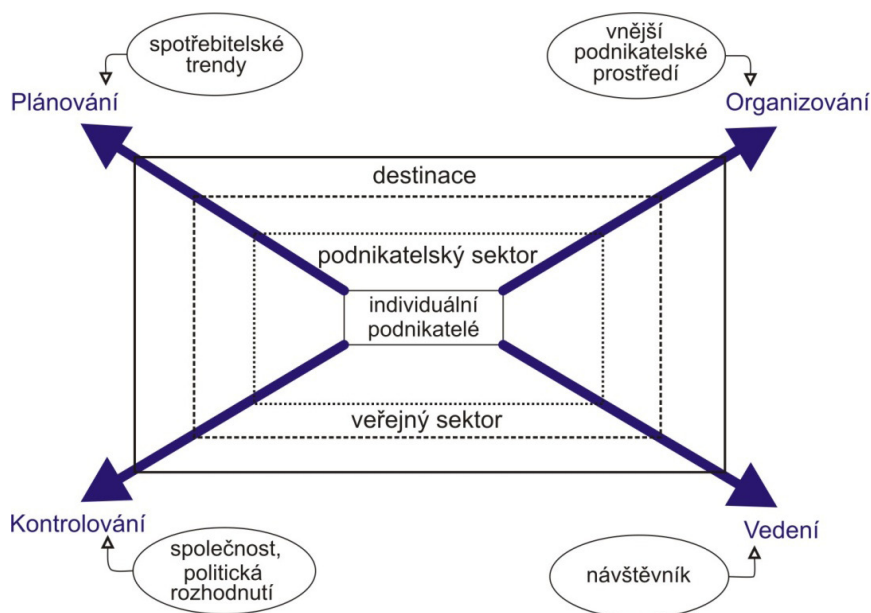 spotřebitelské
trendy
vnější
podnikatelské
prostředí
Plánování
Organizování
destinace
podnikatelský sektor
individuální
podnikatelé
veřejný sektor
Kontrolování
Vedení
společnost,
politická
rozhodnutí
návštěvník